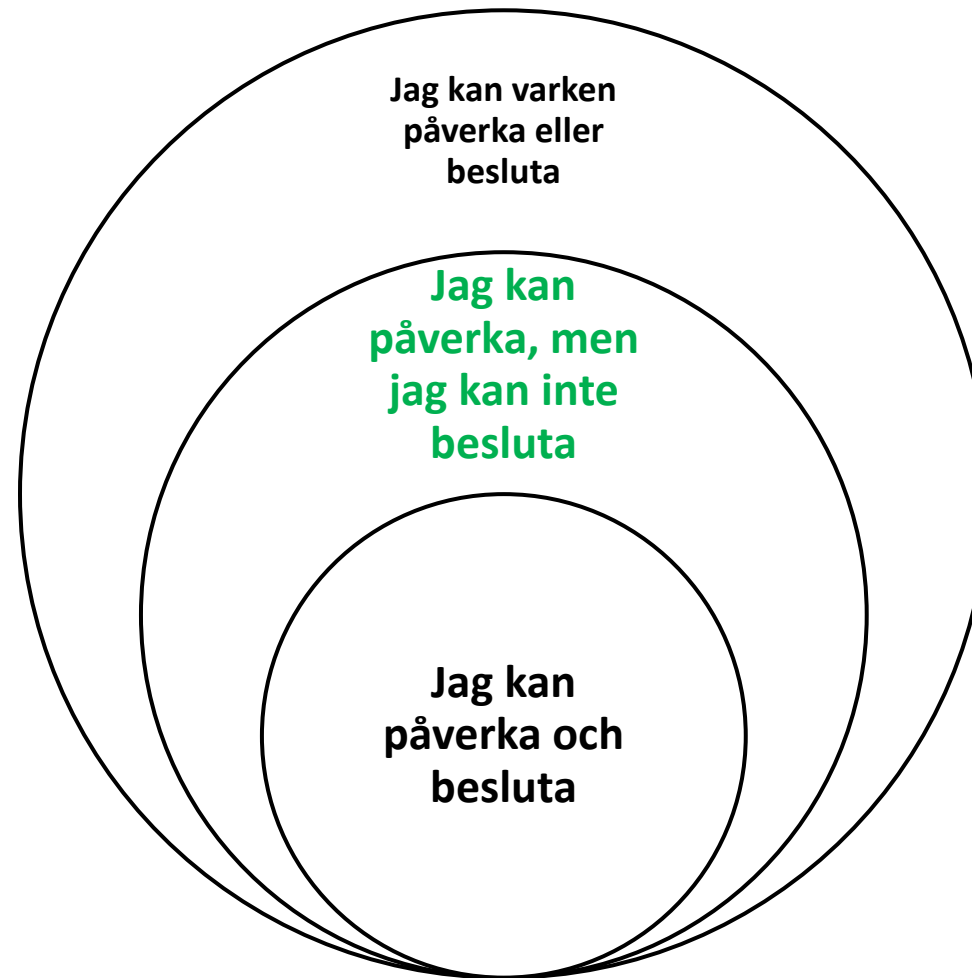 Jag kan varken
påverka eller
besluta
Jag kan
påverka, men
jag kan inte
besluta
Jag kan
påverka och
besluta